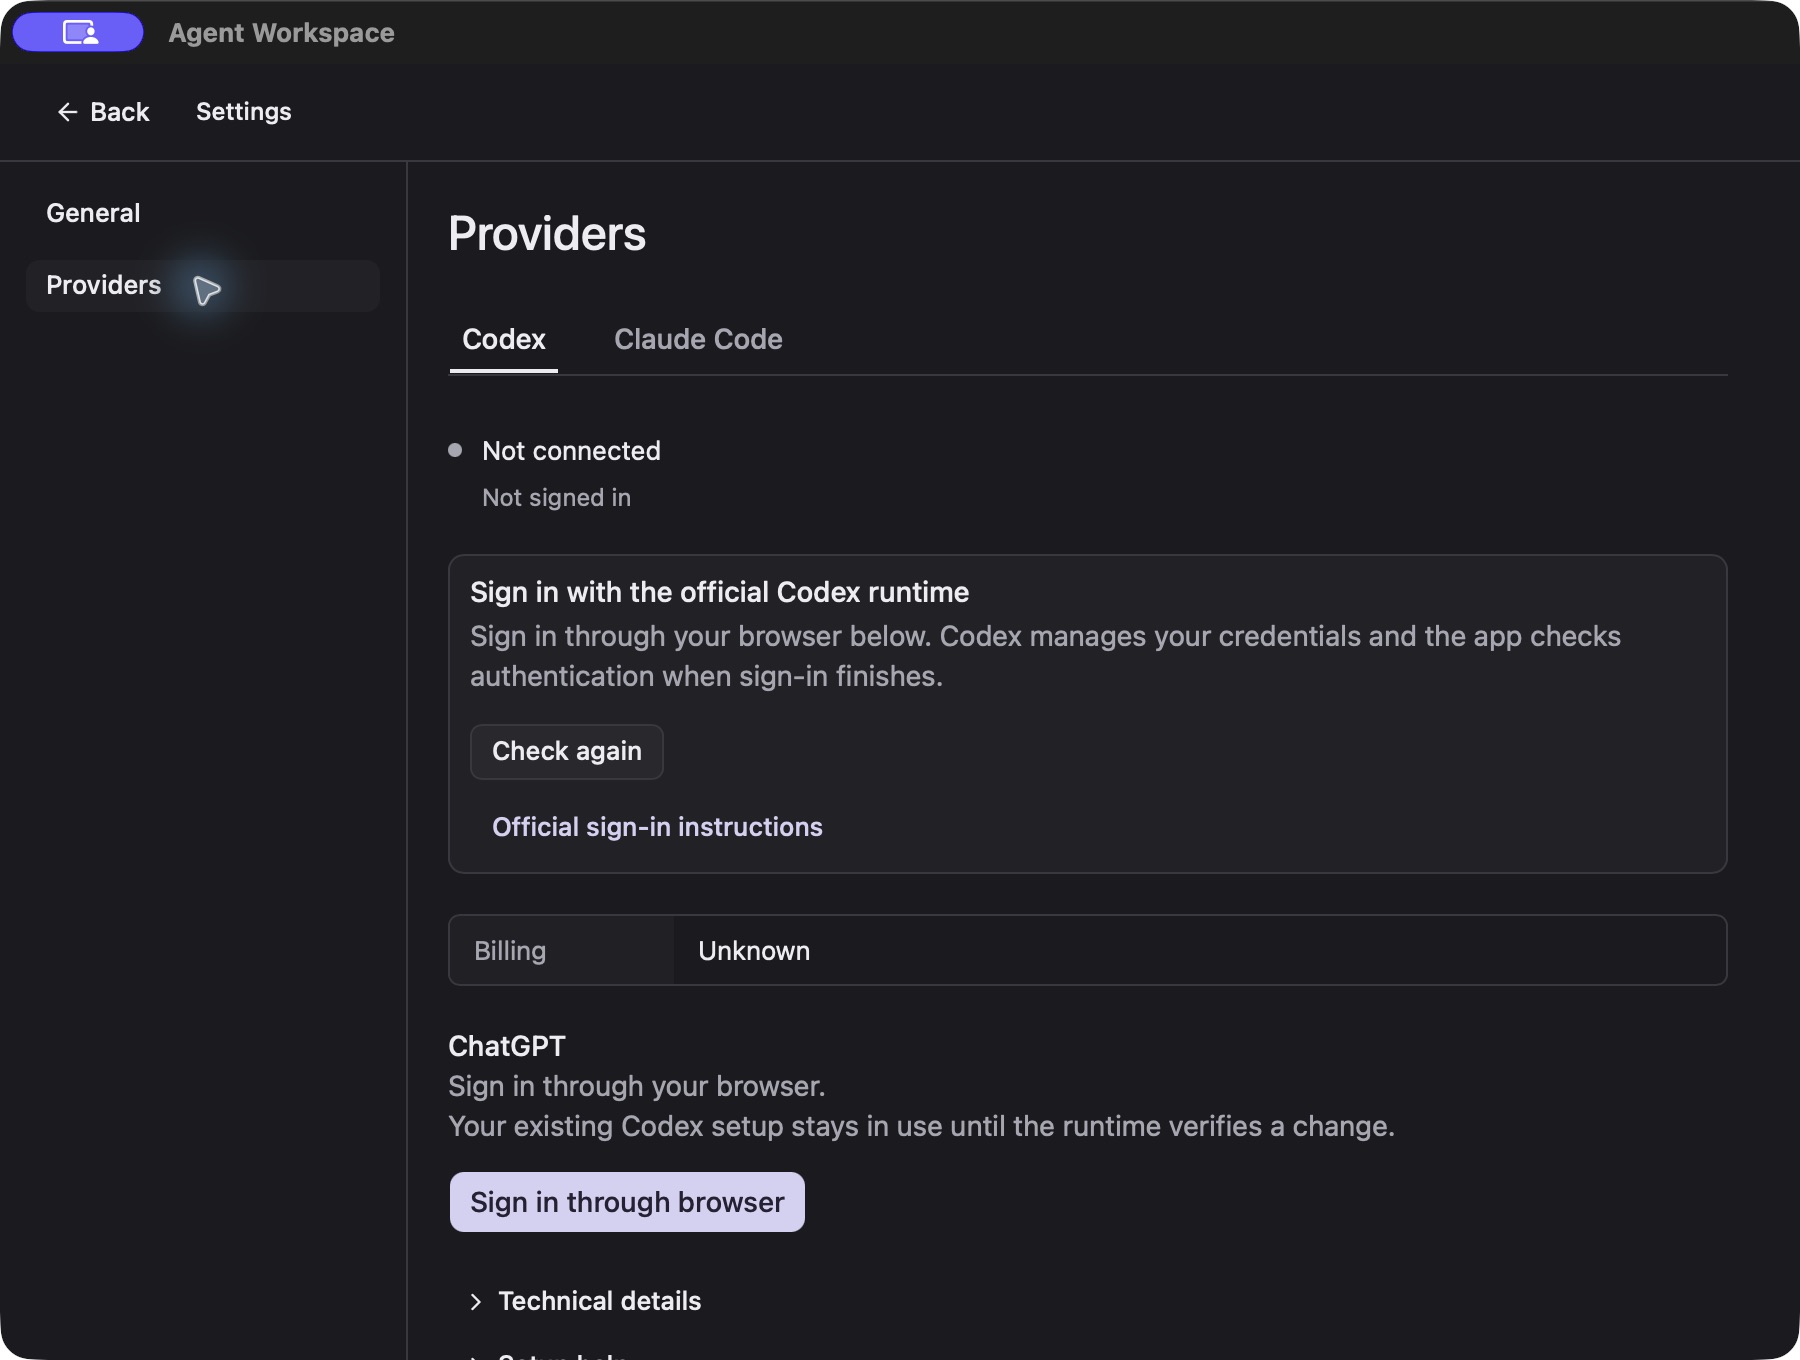 Agent Workspace
Back
Settings
General
Providers
Providers
Codex
Claude Code
Not connected
Not signed in
Sign in with the official Codex runtime
Sign in through your browser below. Codex manages your credentials and the app checks
authentication when sign-in finishes.
Check again
Official sign-in instructions
Billing
Unknown
ChatGPT
Sign in through your browser.
Your existing Codex setup stays in use until the runtime verifies a change.
Sign in through browser
Technical details